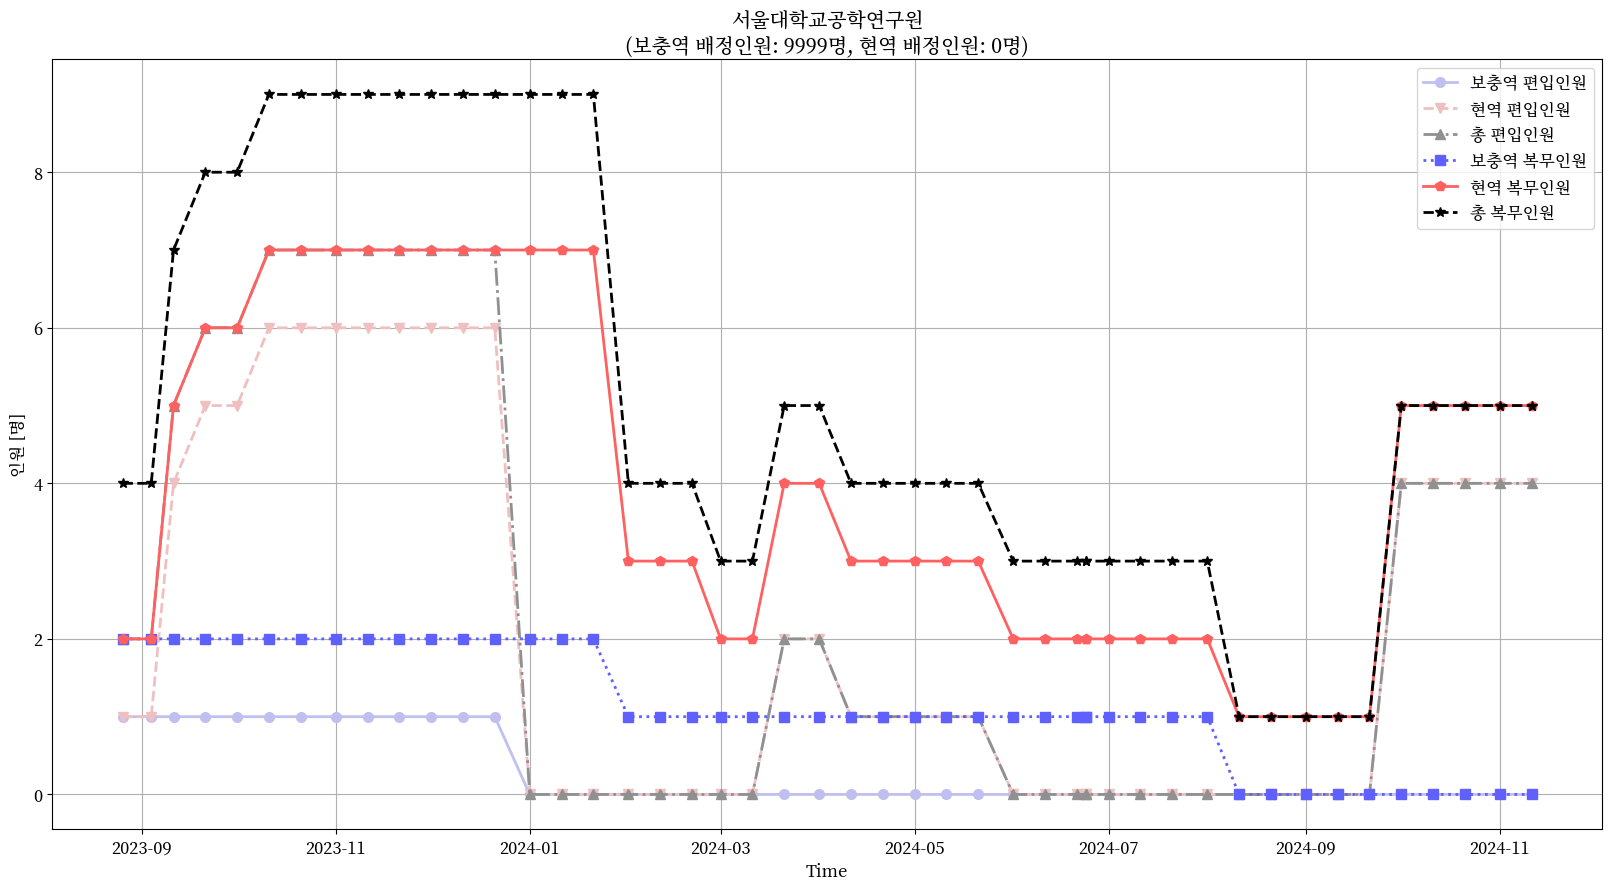 서울대학교공학연구원
(보충역 배정인원: 9999명, 현역 배정인원: 0명)
보충역 편입인원
현역 편입인원
총 편입인원
보충역 복무인원
현역 복무인원
총 복무인원
인원 [명]
8
6
4
2
0
2023-09
2023-11
2024-01
2024-03
2024-05
2024-07
2024-09
2024-11
Time